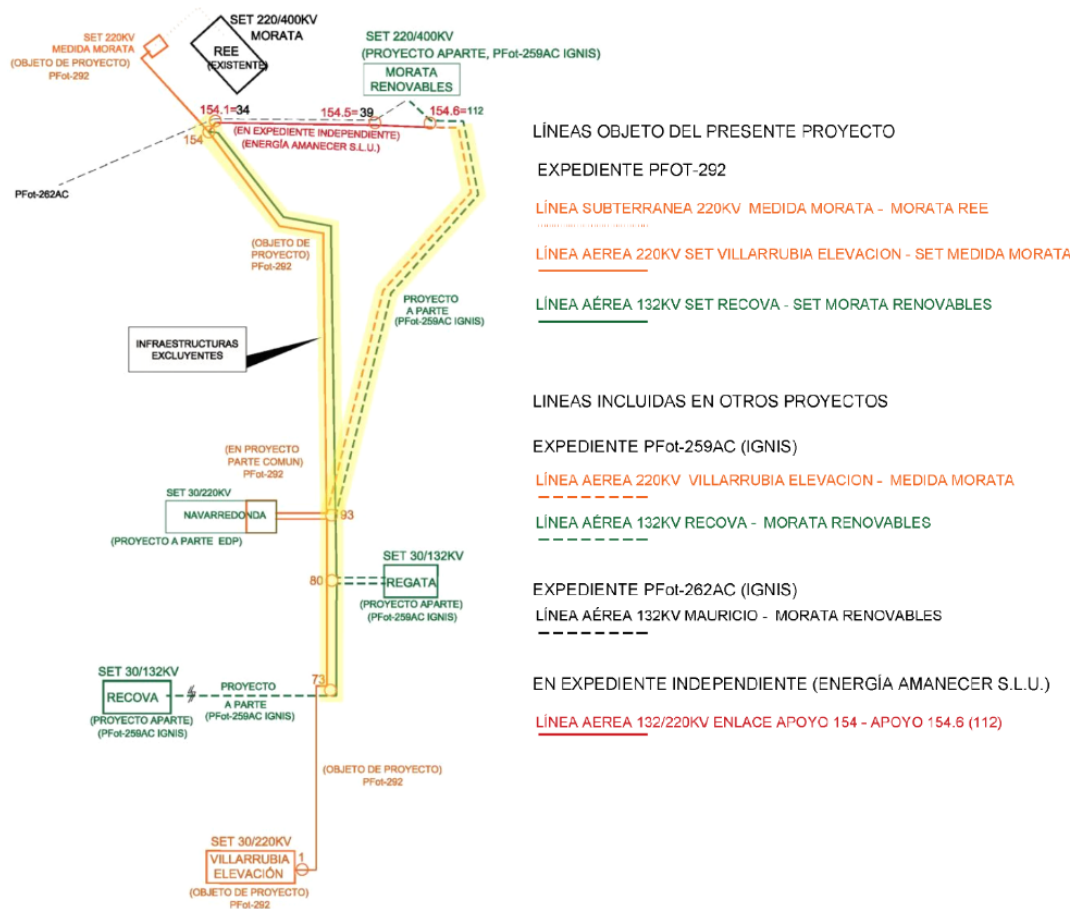 SET 220KV
MEDIDA MORATA
(OBJETO DE PROYECTO)
PFot-292
SET 220/400KV
MORATA
REE
(EXISTENTE)
SET 220/400KV
(PROYECTO APARTE, PFot-259AC IGNIS)
MORATA
RENOVABLES
154.1=34
154.5=39
154.6=112
(EN EXPEDIENTE INDEPENDIENTE)
(ENERGÍA AMANECER S.L.U.)
154
PFot-262AC
(OBJETO DE
PROYECTO)
PFot-292
PROYECTO
A PARTE
(PFot-259AC IGNIS)
INFRAESTRUCTURAS
EXCLUYENTES
(EN PROYECTO
PARTE COMUN)
PFot-292
SET 30/220KV
NAVARREDONDA
(PROYECTO A PARTE EDP)
93
80
SET 30/132KV
REGATA
(PROYECTO APARTE)
(PFot-259AC IGNIS)
73
SET 30/132KV
RECOVA
(PROYECTO APARTE)
(PFot-259AC IGNIS)
PROYECTO
A PARTE
(PFot-259AC IGNIS)
(OBJETO DE PROYECTO)
PFot-292
SET 30/220KV
VILLARRUBIA
ELEVACIÓN
1
(OBJETO DE PROYECTO)
PFot-292
LÍNEAS OBJETO DEL PRESENTE PROYECTO
EXPEDIENTE PFOT-292
LÍNEA SUBTERRANEA 220KV MEDIDA MORATA - MORATA REE
LÍNEA AEREA 220KV SET VILLARRUBIA ELEVACION - SET MEDIDA MORATA
LÍNEA AÉREA 132KV SET RECOVA - SET MORATA RENOVABLES
LINEAS INCLUIDAS EN OTROS PROYECTOS
EXPEDIENTE PFot-259AC (IGNIS)
LÍNEA AEREA 220KV VILLARRUBIA ELEVACION - MEDIDA MORATA
LÍNEA AÉREA 132KV RECOVA - MORATA RENOVABLES
EXPEDIENTE PFot-262AC (IGNIS)
LÍNEA AÉREA 132KV MAURICIO - MORATA RENOVABLES
EN EXPEDIENTE INDEPENDIENTE (ENERGÍA AMANECER S.L.U.)
LÍNEA AEREA 132/220KV ENLACE APOYO 154 - APOYO 154.6 (112)